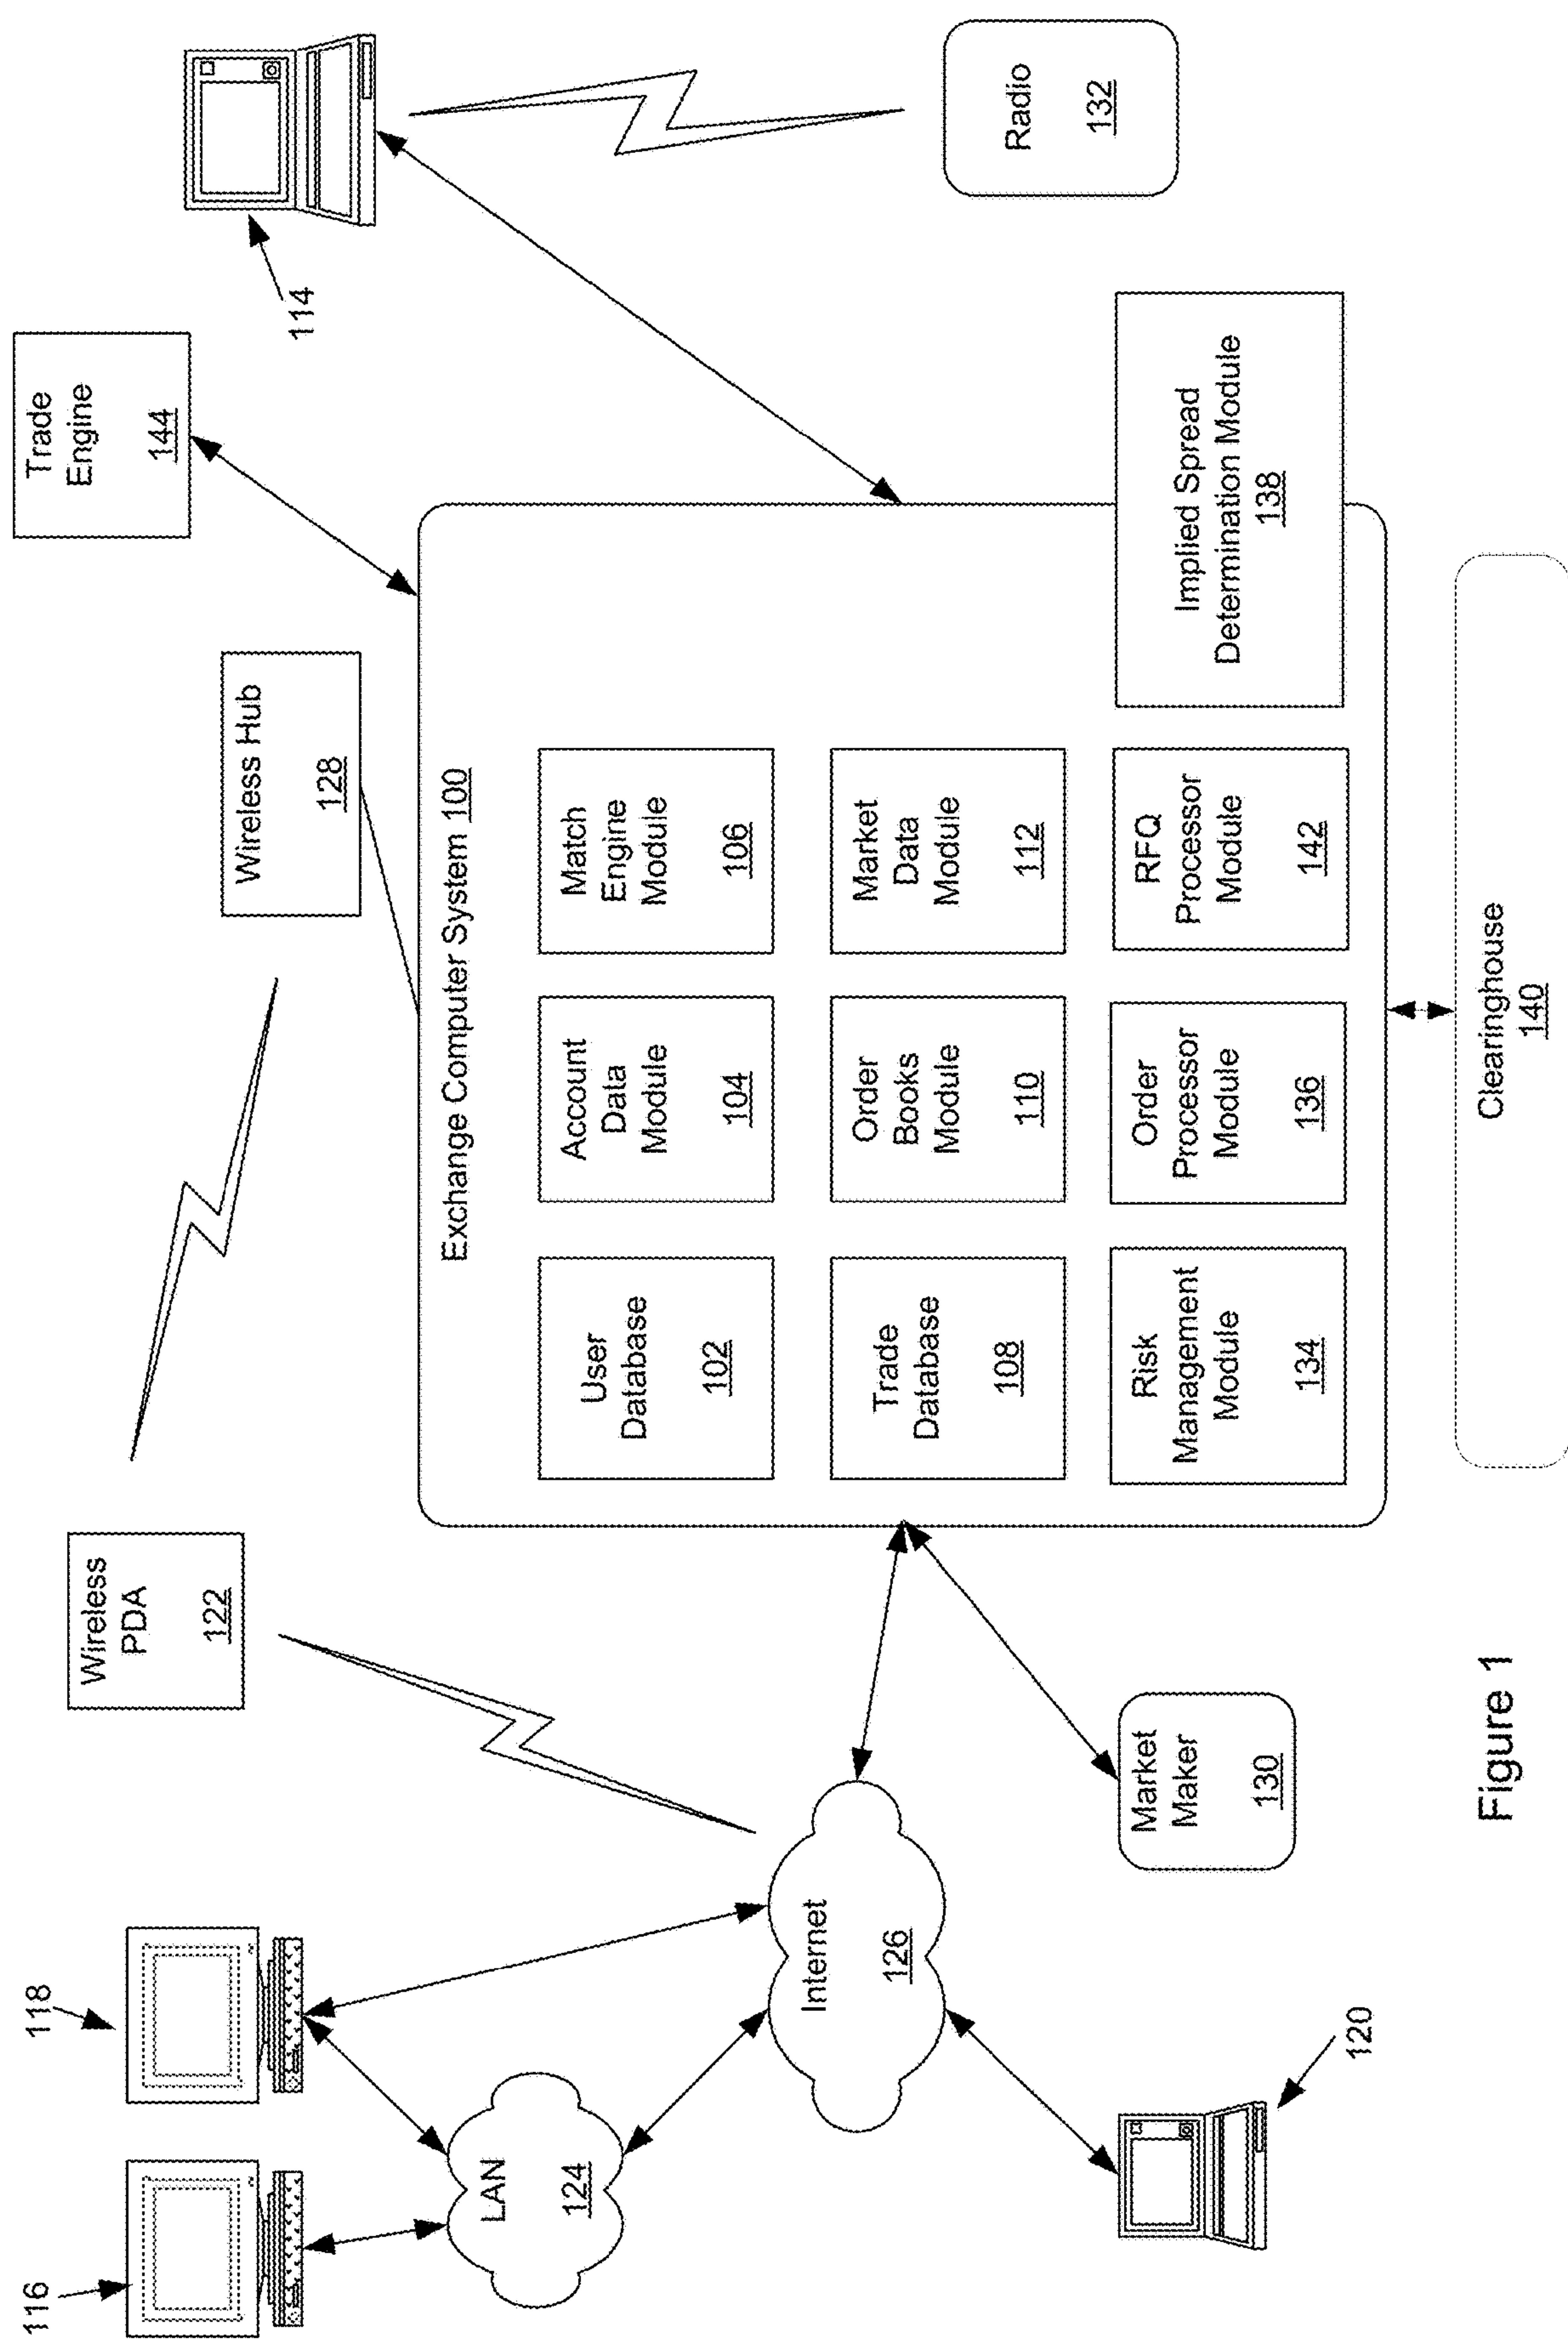 116
118
LAN
124
Internet
126
120
Wireless
PDA
122
Market
Maker
130
Wireless Hub
128
Trade
Engine
144
114
Radio
132
Exchange Computer System 100
User
Database
102
Account
Data
Module
104
Match
Engine
Module
106
Trade
Database
108
Order
Books
Module
110
Market
Data
Module
112
Risk
Management
Module
134
Order
Processor
Module
136
RFQ
Processor
Module
142
Implied Spread
Determination Module
138
Clearinghouse
140
Figure 1